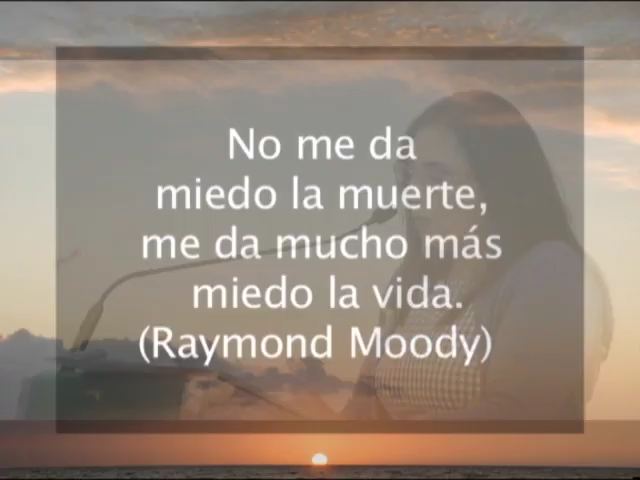 No me da
miedo la muerte,
me da mucho más
miedo la vida.
(Raymond Moody)